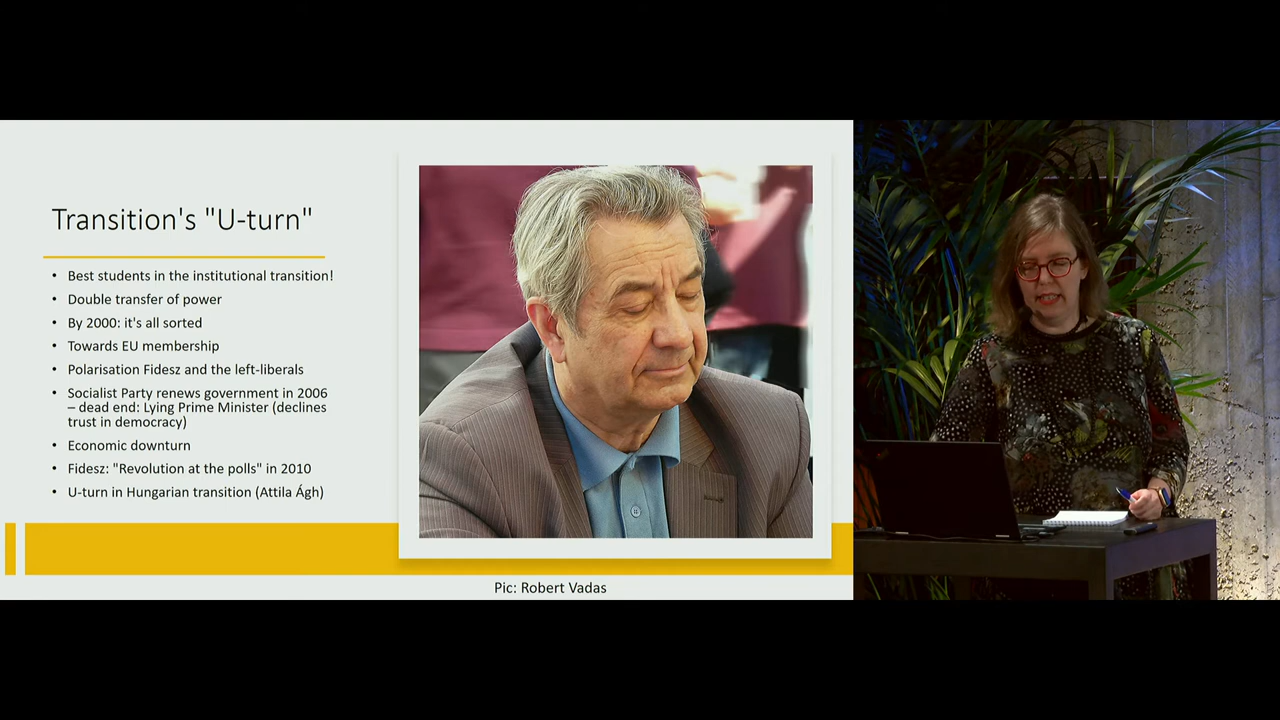 Transition's "U-turn"
• Best students in the institutional transition!
• Double transfer of power
• By 2000: it's all sorted
• Towards EU membership
• Polarisation Fidesz and the left-liberals
• Socialist Party renews government in 2006
– dead end: Lying Prime Minister (declines
trust in democracy)
• Economic downturn
• Fidesz: "Revolution at the polls" in 2010
• U-turn in Hungarian transition (Attila Ágh)
Pic: Robert Vadas